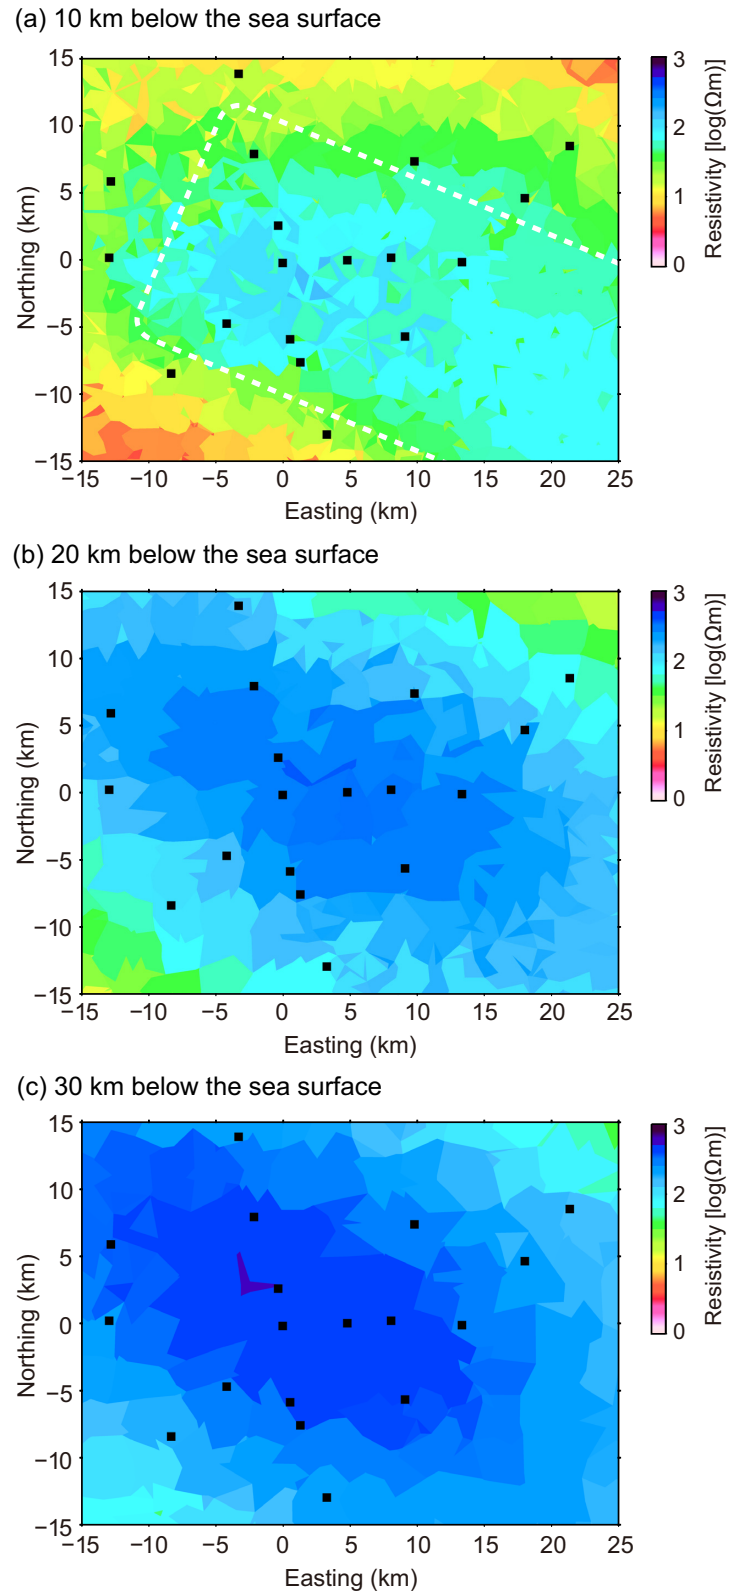 (a) 10 km below the sea surface
15
10
5
0
−5
−10
−15
Northing (km)
−15 −10 −5 0 5 10 15 20 25
Easting (km)
3
2
1
0
Resistivity [log(Ωm)]
(b) 20 km below the sea surface
15
10
5
0
−5
−10
−15
Northing (km)
−15 −10 −5 0 5 10 15 20 25
Easting (km)
3
2
1
0
Resistivity [log(Ωm)]
(c) 30 km below the sea surface
15
10
5
0
−5
−10
−15
Northing (km)
−15 −10 −5 0 5 10 15 20 25
Easting (km)
3
2
1
0
Resistivity [log(Ωm)]